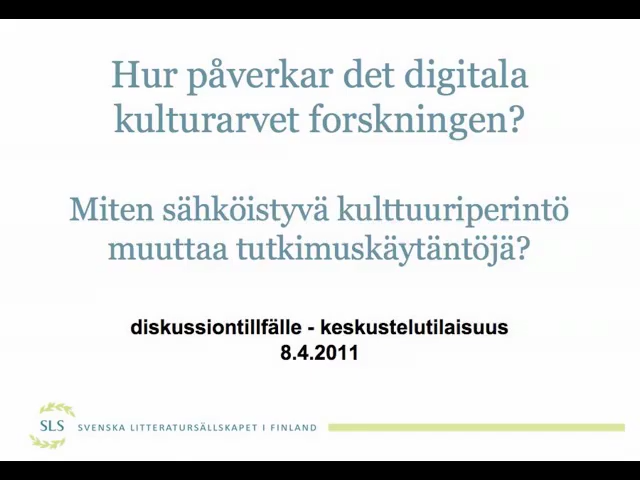 Hur påverkar det digitala
kulturarvet forskningen?
Miten sähköistyvä kulttuuriperintö
muuttaa tutkimuskäytäntöjä?
diskussiontillfälle - keskustelutilaisuus
8.4.2011
SLS SVENSKA LITTERATURSÄLLSKAPET I FINLAND